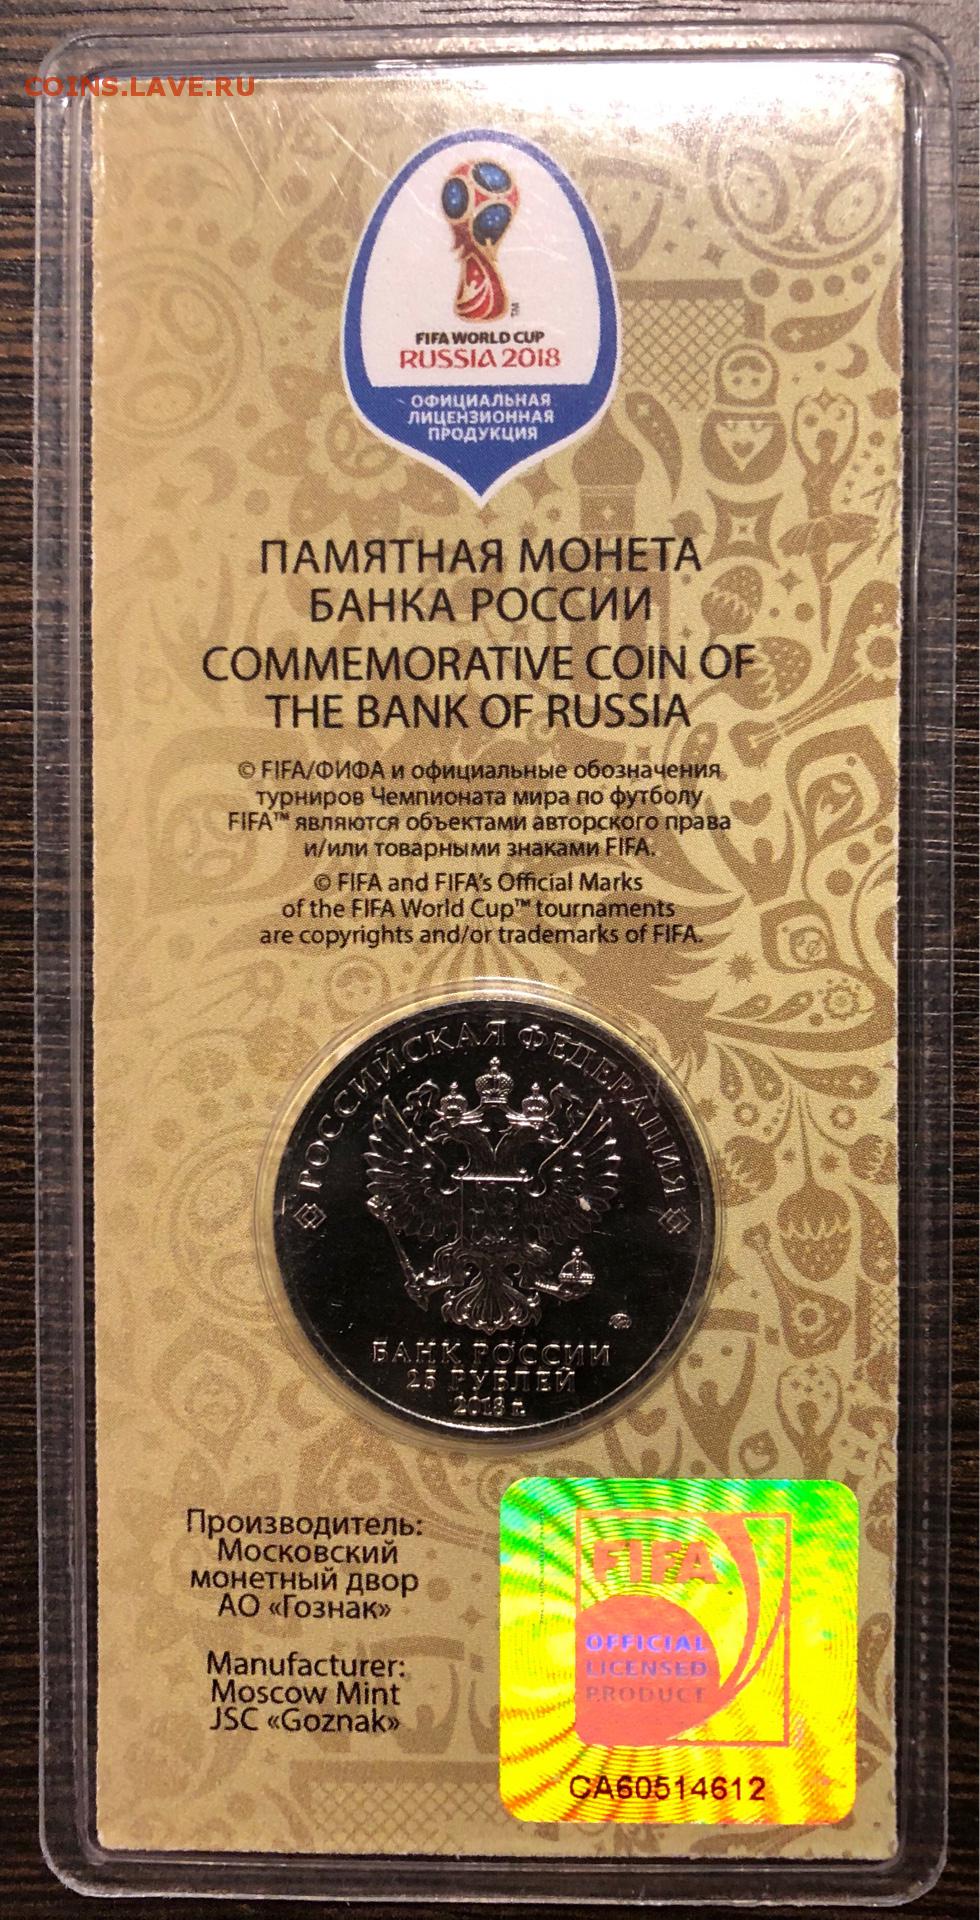 COINS.LAVE.RU
FIFA WORLD CUP
RUSSIA 2018
ОФИЦИАЛЬНАЯ
ЛИЦЕНЗИОННАЯ
ПРОДУКЦИЯ
ПАМЯТНАЯ МОНЕТА
БАНКА РОССИИ
COMMEMORATIVE COIN OF
THE BANK OF RUSSIA
© FIFA/ФИФА и официальные обозначения
турниров Чемпионата мира по футболу
FIFA™ являются объектами авторского права
и/или товарными знаками FIFA.
© FIFA and FIFA's Official Marks
of the FIFA World Cup™ tournaments
are copyrights and/or trademarks of FIFA.
РОССИЙСКАЯ ФЕДЕРАЦИЯ
БАНК РОССИИ
25 РУБЛЕЙ
2018 г.
Производитель:
Московский
монетный двор
АО «Гознак»
Manufacturer:
Moscow Mint
JSC «Goznak»
FIFA
OFFICIAL
LICENSED
PRODUCT
CA60514612